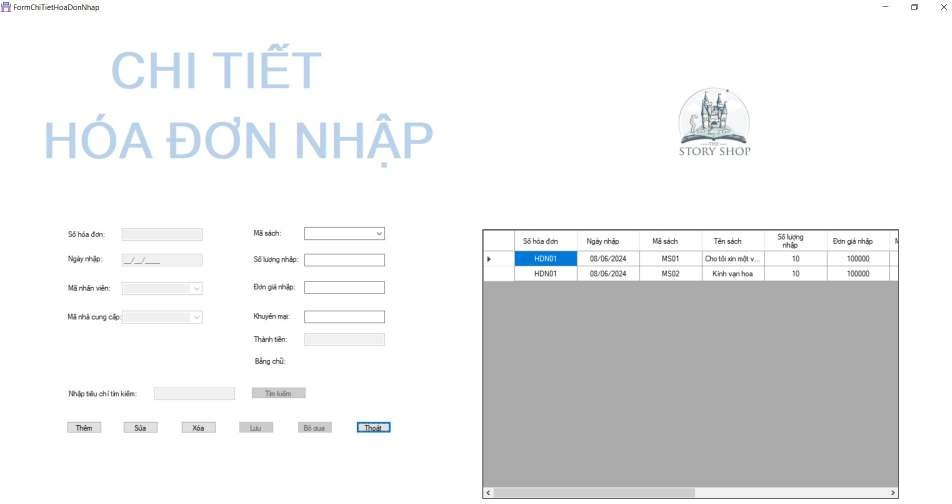 FormChiTietHoaDonNhap
CHI TIẾT
HÓA ĐƠN NHẬP
THE
STORY SHOP
Số hóa đơn:
Mã sách:
Ngày nhập: __/__/____
Số lượng nhập:
Mã nhân viên:
Đơn giá nhập:
Mã nhà cung cấp:
Khuyến mại:
Thành tiền:
Bằng chữ:
Nhập tiêu chí tìm kiếm:
Tìm kiếm
Thêm Sửa Xóa Lưu Bỏ qua Thoát
Số hóa đơn Ngày nhập Mã sách Tên sách Số lượng nhập Đơn giá nhập
HDN01 08/06/2024 MS01 Cho tôi xin một v... 10 100000
HDN01 08/06/2024 MS02 Kính vạn hoa 10 100000